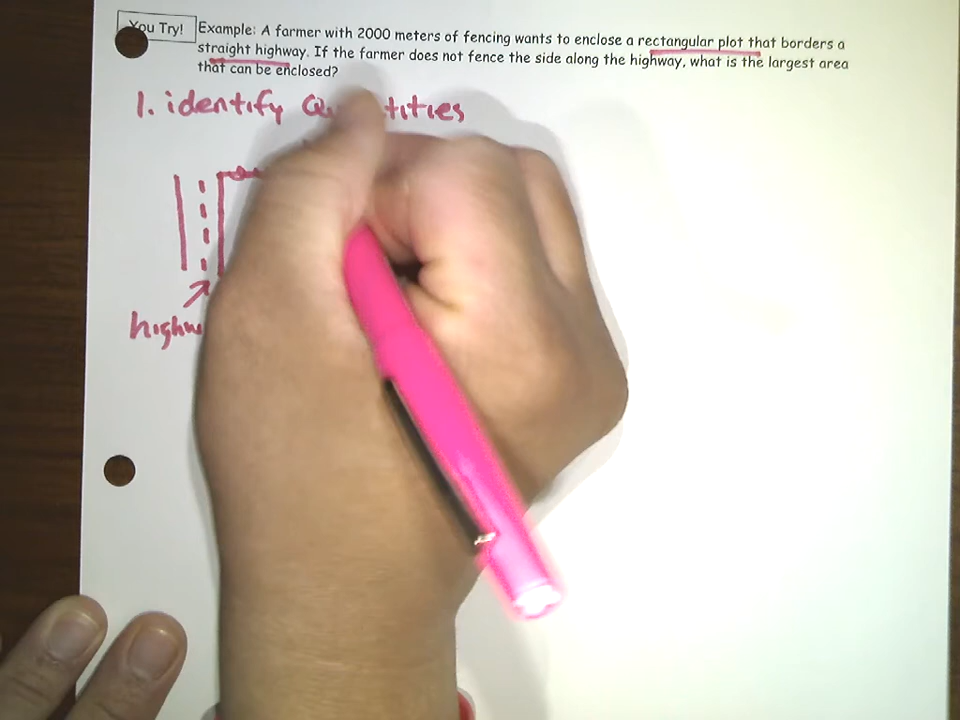 You Try! Example: A farmer with 2000 meters of fencing wants to enclose a rectangular plot that borders a
straight highway. If the farmer does not fence the side along the highway, what is the largest area
that can be enclosed?
1. identify